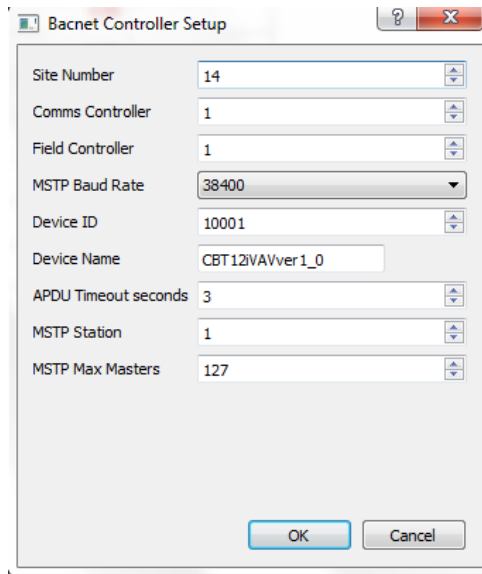 Bacnet Controller Setup
Site Number 14
Comms Controller 1
Field Controller 1
MSTP Baud Rate 38400
Device ID 10001
Device Name CBT12iVAVver1_0
APDU Timeout seconds 3
MSTP Station 1
MSTP Max Masters 127
OK Cancel